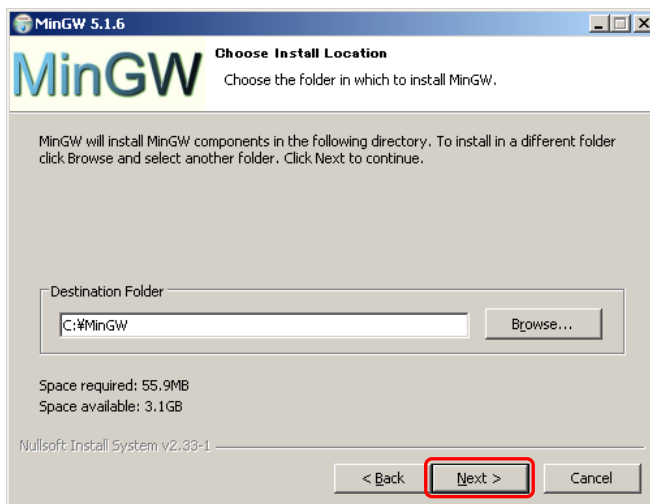 MinGW 5.1.6
MinGW
Choose Install Location
Choose the folder in which to install MinGW.
MinGW will install MinGW components in the following directory. To install in a different folder
click Browse and select another folder. Click Next to continue.
Destination Folder
C:¥MinGW
Browse...
Space required: 55.9MB
Space available: 3.1GB
Nullsoft Install System v2.33-1
< Back
Next >
Cancel